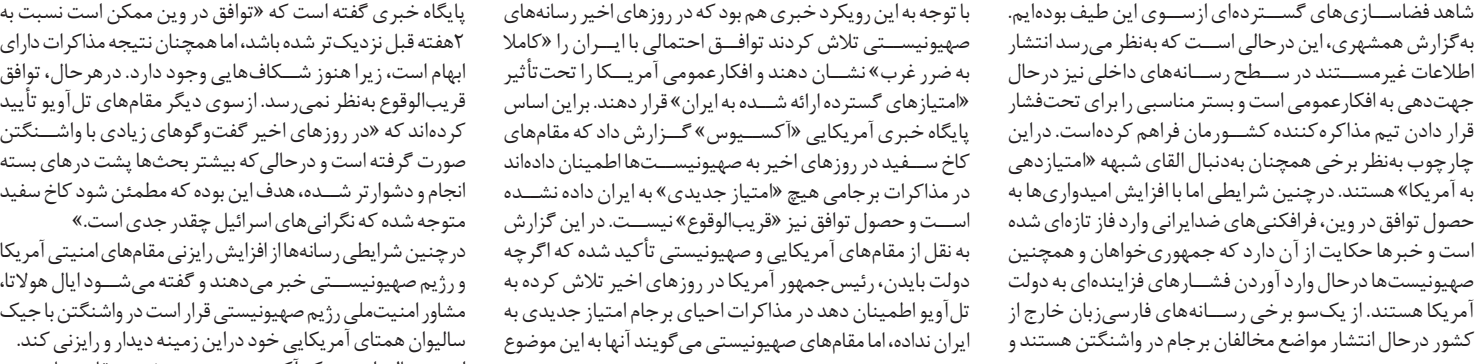 شاهد فضاسازی‌های گسترده‌ای ازسوی این طیف بوده‌ایم.
به‌گزارش همشهری، این درحالی است که به‌نظر می‌رسد انتشار
اطلاعات غیرمستند در سطح رسانه‌های داخلی نیز درحال
جهت‌دهی به افکارعمومی است و بستر مناسبی را برای تحت‌فشار
قرار دادن تیم مذاکره‌کننده کشورمان فراهم کرده‌است. دراین
چارچوب به‌نظر برخی همچنان به‌دنبال القای شبهه «امتیازدهی
به آمریکا» هستند. درچنین شرایطی اما با افزایش امیدواری‌ها به
حصول توافق در وین، فرافکنی‌های ضدایرانی وارد فاز تازه‌ای شده
است و خبرها حکایت از آن دارد که جمهوری‌خواهان و همچنین
صهیونیست‌ها درحال وارد آوردن فشارهای فزاینده‌ای به دولت
آمریکا هستند. از یک‌سو برخی رسانه‌های فارسی‌زبان خارج از
کشور درحال انتشار مواضع مخالفان برجام در واشنگتن هستند و
با توجه به این رویکرد خبری هم بود که در روزهای اخیر رسانه‌های
صهیونیستی تلاش کردند توافق احتمالی با ایران را «کاملا
به ضرر غرب» نشان دهند و افکارعمومی آمریکا را تحت‌تأثیر
«امتیازهای گسترده ارائه شده به ایران» قرار دهند. براین اساس
پایگاه خبری آمریکایی «آکسیوس» گزارش داد که مقام‌های
کاخ سفید در روزهای اخیر به صهیونیست‌ها اطمینان داده‌اند
در مذاکرات برجامی هیچ «امتیاز جدیدی» به ایران داده نشده
است و حصول توافق نیز «قریب‌الوقوع» نیست. در این گزارش
به نقل از مقام‌های آمریکایی و صهیونیستی تأکید شده که اگرچه
دولت بایدن، رئیس‌جمهور آمریکا در روزهای اخیر تلاش کرده به
تل‌آویو اطمینان دهد در مذاکرات احیای برجام امتیاز جدیدی به
ایران نداده، اما مقام‌های صهیونیستی می‌گویند آنها به این موضوع
پایگاه خبری گفته است که «توافق در وین ممکن است نسبت به
۲هفته قبل نزدیک‌تر شده باشد، اما همچنان نتیجه مذاکرات دارای
ابهام است، زیرا هنوز شکاف‌هایی وجود دارد. درهرحال، توافق
قریب‌الوقوع به‌نظر نمی‌رسد. ازسوی دیگر مقام‌های تل‌آویو تأیید
کرده‌اند که «در روزهای اخیر گفت‌وگوهای زیادی با واشنگتن
صورت گرفته است و درحالی‌که بیشتر بحث‌ها پشت درهای بسته
انجام و دشوارتر شده، هدف این بوده که مطمئن شود کاخ سفید
متوجه شده که نگرانی‌های اسرائیل چقدر جدی است.»
درچنین شرایطی رسانه‌ها از افزایش رایزنی مقام‌های امنیتی آمریکا
و رژیم صهیونیستی خبر می‌دهند و گفته می‌شود ایال هولاتا،
مشاور امنیت‌ملی رژیم صهیونیستی قرار است در واشنگتن با جیک
سالیوان همتای آمریکایی خود دراین زمینه دیدار و رایزنی کند.